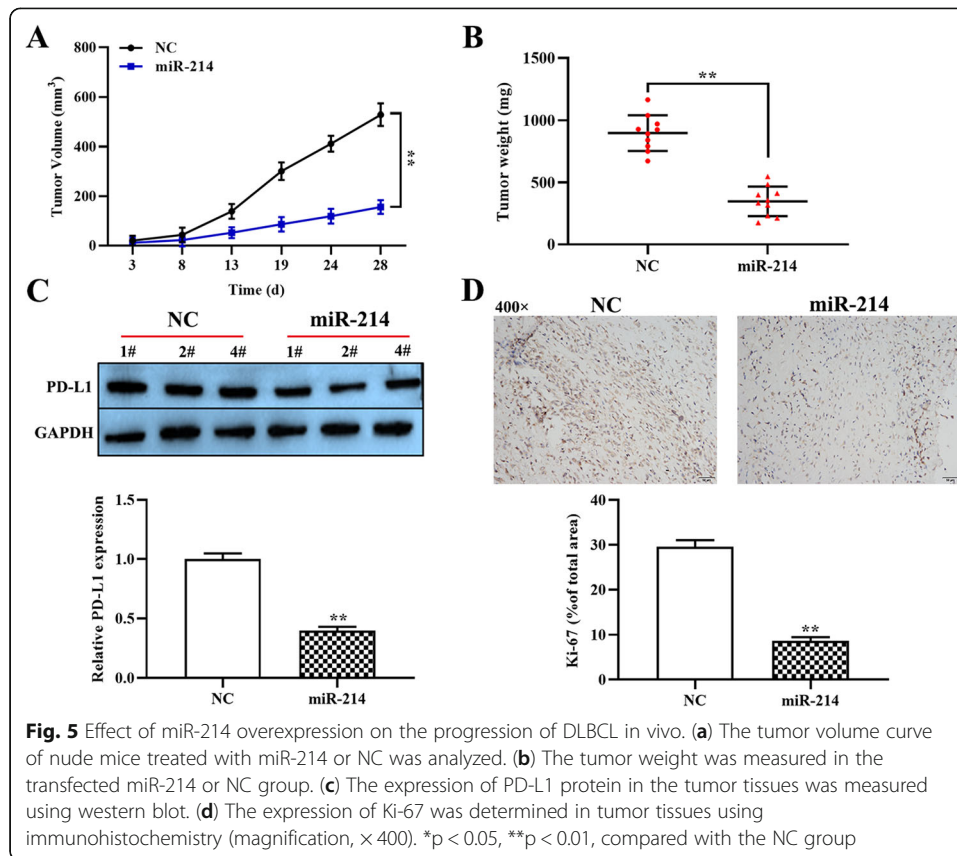 A
NC
miR-214
Tumor Volume (mm³)
800
600
400
200
0
3 8 13 19 24 28
Time (d)
**
B
Tumor weight (mg)
1500
1000
500
0
**
NC miR-214
C
NC miR-214
1# 2# 4# 1# 2# 4#
PD-L1
GAPDH
Relative PD-L1 expression
1.5
1.0
0.5
0.0
**
NC miR-214
D
400× NC miR-214
Ki-67 (%of total area)
40
30
20
10
0
**
NC miR-214
Fig. 5 Effect of miR-214 overexpression on the progression of DLBCL in vivo. (a) The tumor volume curve
of nude mice treated with miR-214 or NC was analyzed. (b) The tumor weight was measured in the
transfected miR-214 or NC group. (c) The expression of PD-L1 protein in the tumor tissues was measured
using western blot. (d) The expression of Ki-67 was determined in tumor tissues using
immunohistochemistry (magnification, × 400). *p < 0.05, **p < 0.01, compared with the NC group